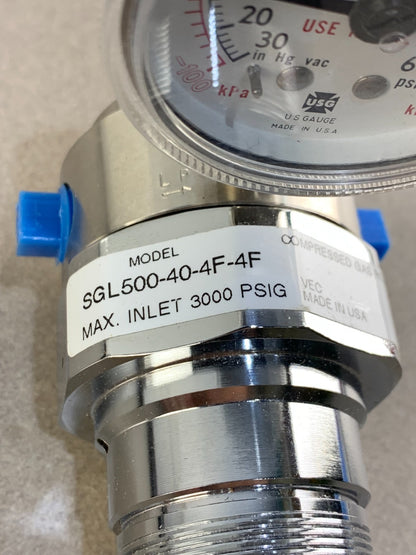 20
30
USE
in Hg vac
-100
kPa
6
psi
USG
U.S GAUGE
MADE IN U.S.A
MODEL
SGL500-40-4F-4F
MAX. INLET 3000 PSIG
COMPRESSED GAS
VEC
MADE IN USA